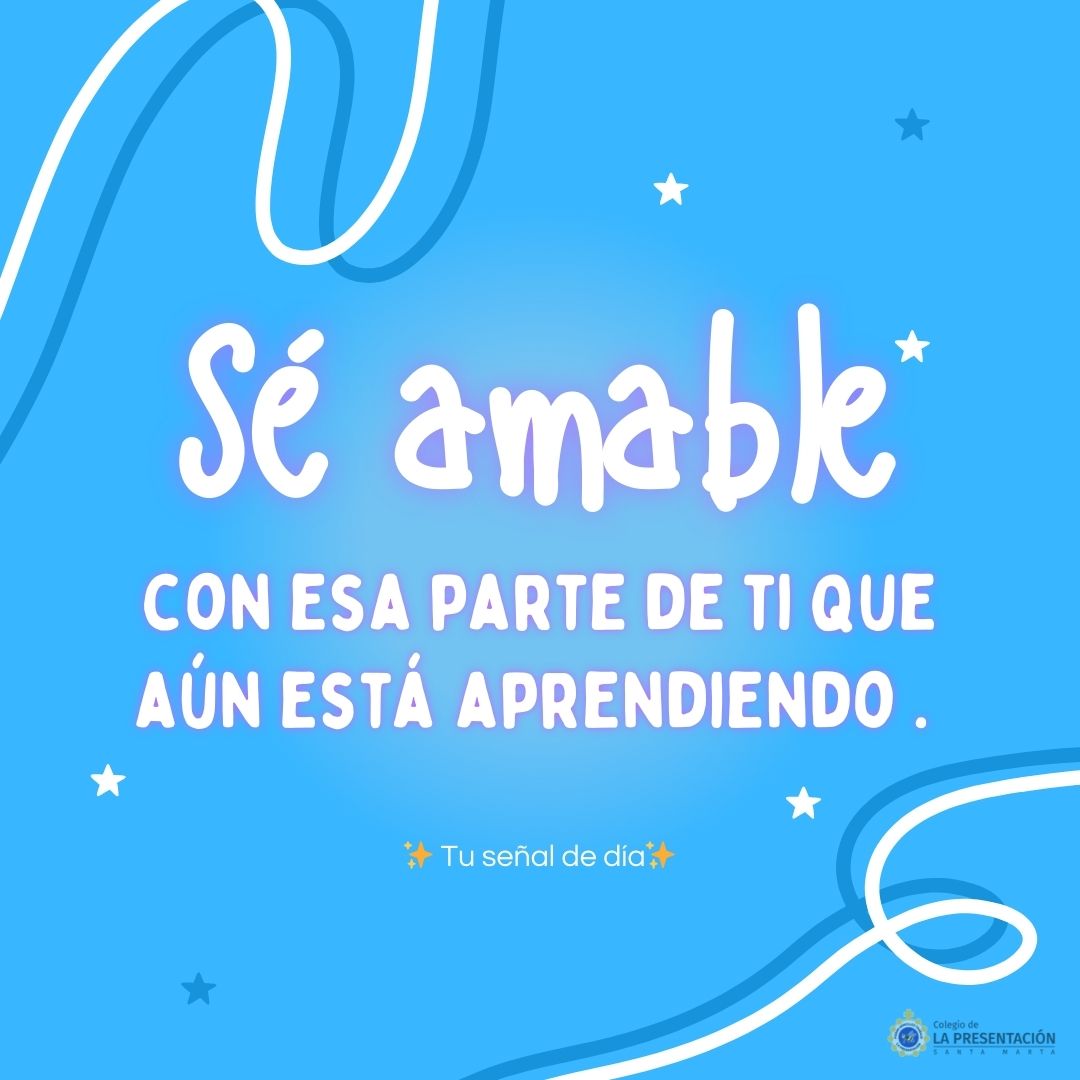 Sé amable
CON ESA PARTE DE TI QUE
AÚN ESTÁ APRENDIENDO .
✨ Tu señal de día✨
Colegio de
LA PRESENTACIÓN
SANTA MARTA